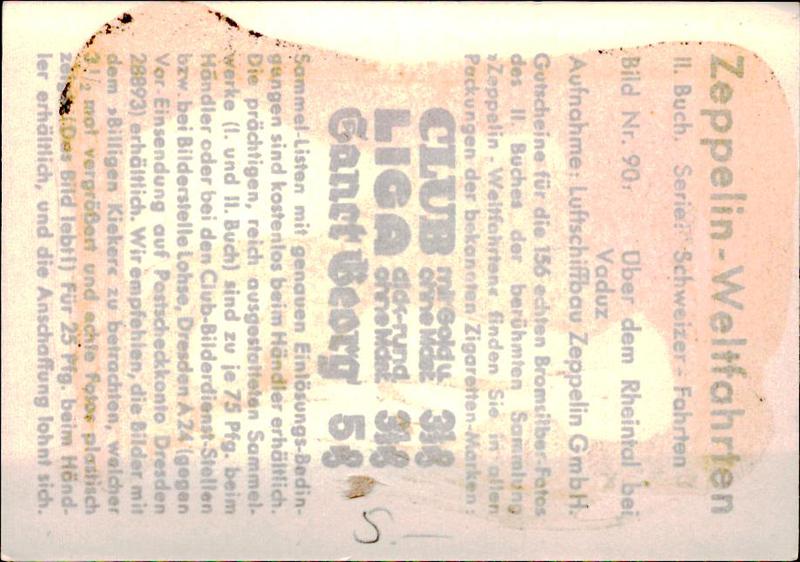 Zeppelin-Weltfahrten
II. Buch. Serie: Schweizer-Fahrten
Bild Nr. 90: Über dem Rheintal bei
Vaduz
Aufnahme: Luftschiffbau Zeppelin GmbH.
Gutscheine für die 156 echten Bromsilber-Fotos
des II. Buches der berühmten Sammlung
»Zeppelin-Weltfahrten« finden Sie in allen
Packungen der bekannten Zigaretten-Marken:
CLUB mit Gold u. ohne Mdst. 3⅓
LIGA dick-rund ohne Mdst. 3⅓
Sanct Georg 5
Sammel-Listen mit genauen Einlösungs-Bedin-
gungen sind kostenlos beim Händler erhältlich.
Die prächtigen, reich ausgestatteten Sammel-
werke (I. und II. Buch) sind zu je 75 Pfg. beim
Händler oder bei den Club-Bilderdienst-Stellen
bzw. bei Bilderstelle Lohse, Dresden A 24 (gegen
Vor-Einsendung auf Postscheckkonto Dresden
28893) erhältlich. Wir empfehlen, die Bilder mit
dem »Billigen Kieker« zu betrachten, welcher
3½ mal vergrößert und echte Fotos plastisch
zeigt. (Das Bild lebt!) Für 25 Pfg. beim Händ-
ler erhältlich, und die Anschaffung lohnt sich.
5.—